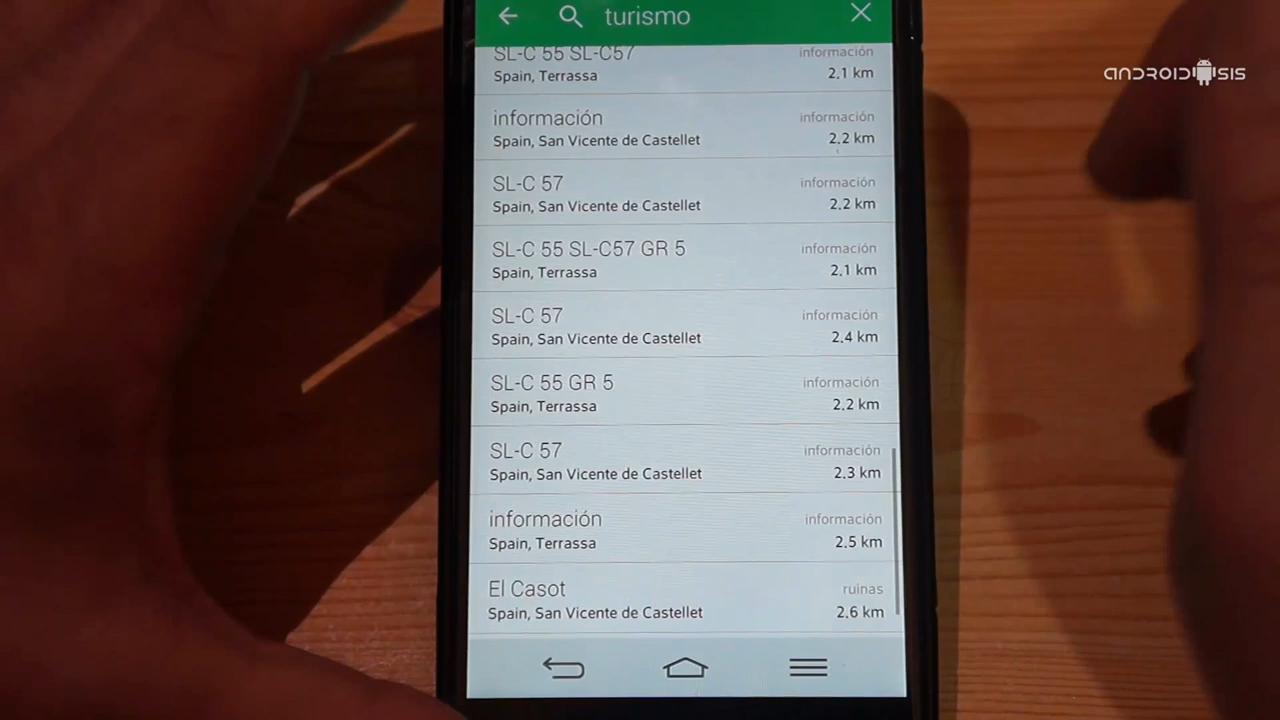 turismo
ANDROIDSIS
SL-C 55 SL-C57
información
Spain, Terrassa
2,1 km
información
información
Spain, San Vicente de Castellet
2,2 km
SL-C 57
información
Spain, San Vicente de Castellet
2,2 km
SL-C 55 SL-C57 GR 5
información
Spain, Terrassa
2,1 km
SL-C 57
información
Spain, San Vicente de Castellet
2,4 km
SL-C 55 GR 5
información
Spain, Terrassa
2,2 km
SL-C 57
información
Spain, San Vicente de Castellet
2,3 km
información
información
Spain, Terrassa
2,5 km
El Casot
ruinas
Spain, San Vicente de Castellet
2,6 km